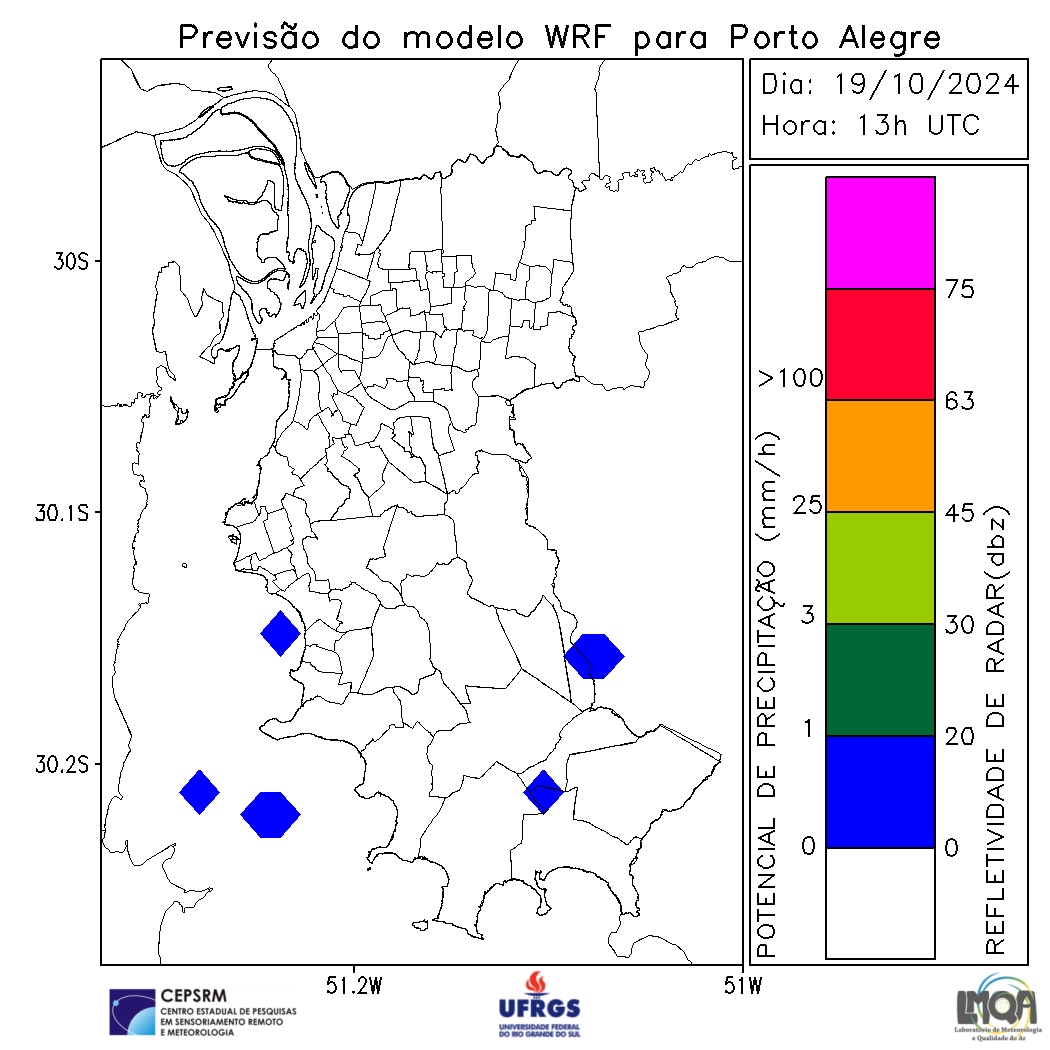 Previsão do modelo WRF para Porto Alegre
Dia: 19/10/2024
Hora: 13h UTC
30S
30.1S
30.2S
51.2W
51W
POTENCIAL DE PRECIPITAÇÃO (mm/h)
>100
25
3
1
0
75
63
45
30
20
0
REFLETIVIDADE DE RADAR(dbz)
CEPSRM
CENTRO ESTADUAL DE PESQUISAS
EM SENSORIAMENTO REMOTO
E METEOROLOGIA
UFRGS
UNIVERSIDADE FEDERAL
DO RIO GRANDE DO SUL
LMQA
Laboratório de Meteorologia
e Qualidade do Ar